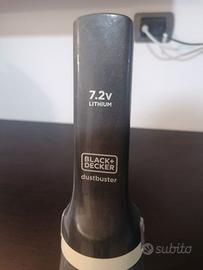 7.2v
LITHIUM
BLACK+
DECKER
dustbuster
subito